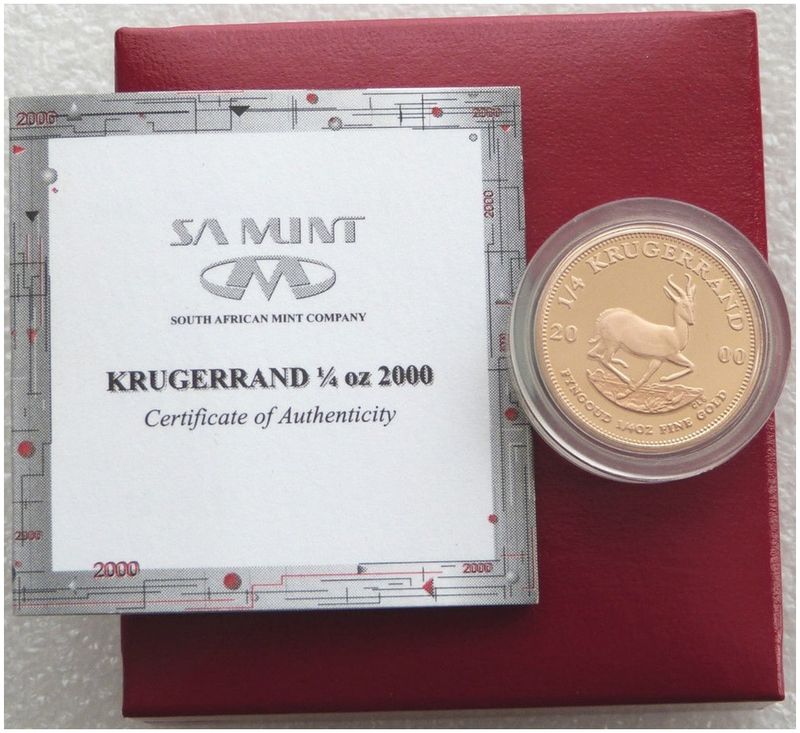 2000
2000
2000
SA MINT
SOUTH AFRICAN MINT COMPANY
KRUGERRAND ¼ oz 2000
Certificate of Authenticity
2000
2000
2000
1/4 KRUGERRAND
20 00
FYNGOUD 1/4OZ FINE GOLD